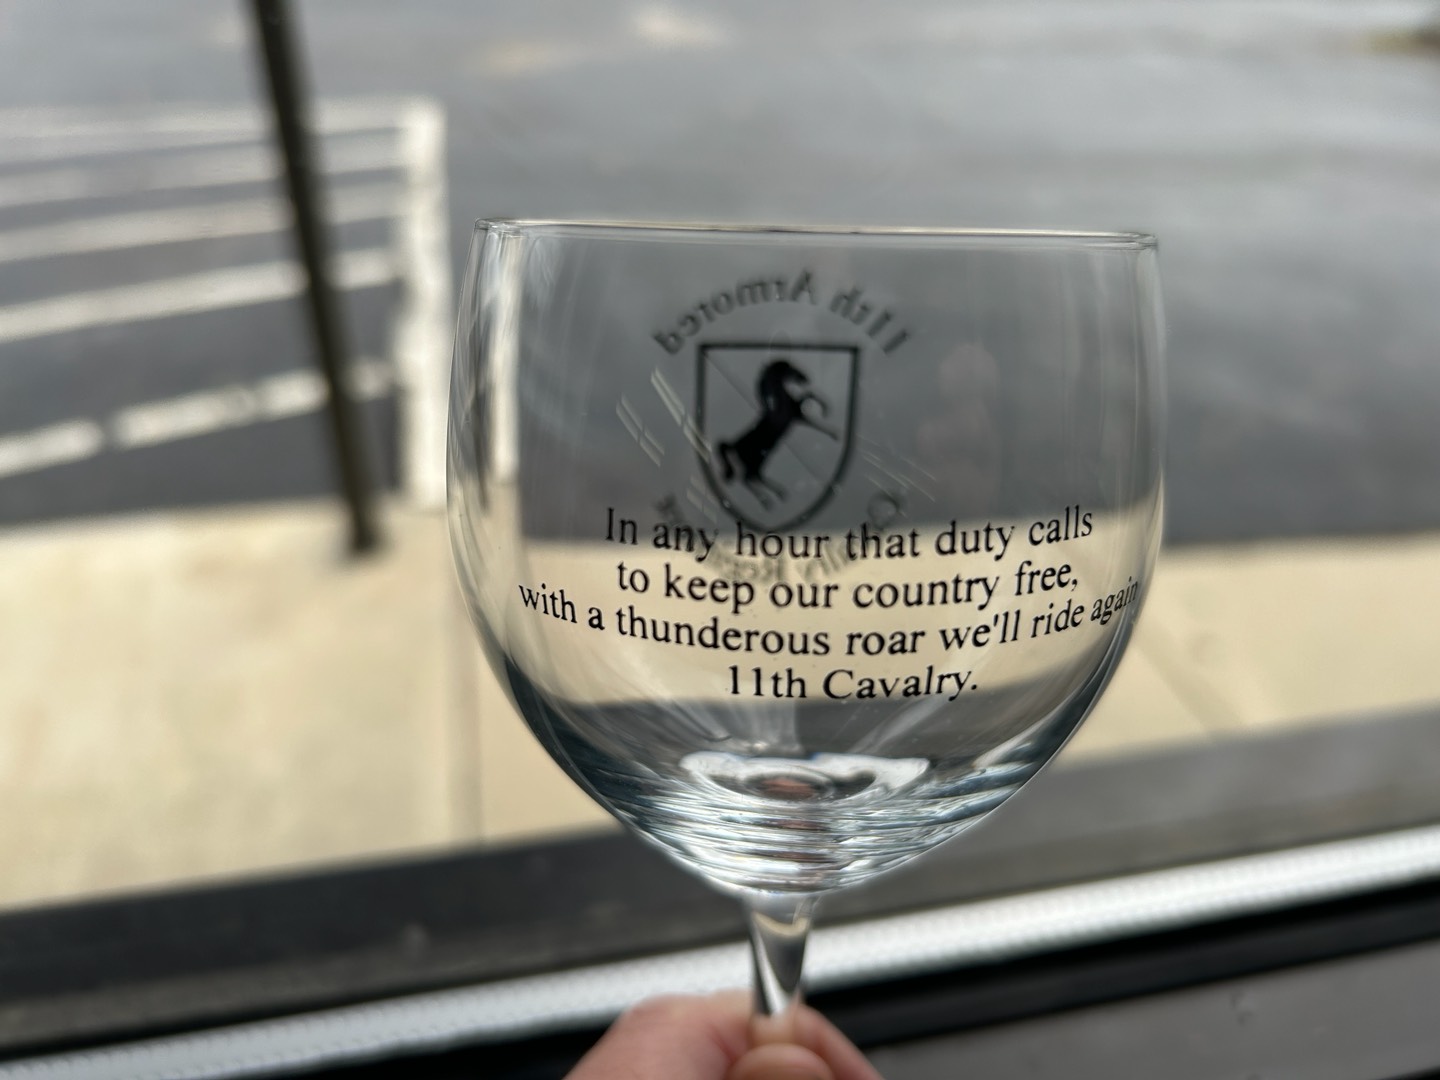 11th Armored
In any hour that duty calls
to keep our country free,
with a thunderous roar we'll ride again
11th Cavalry.